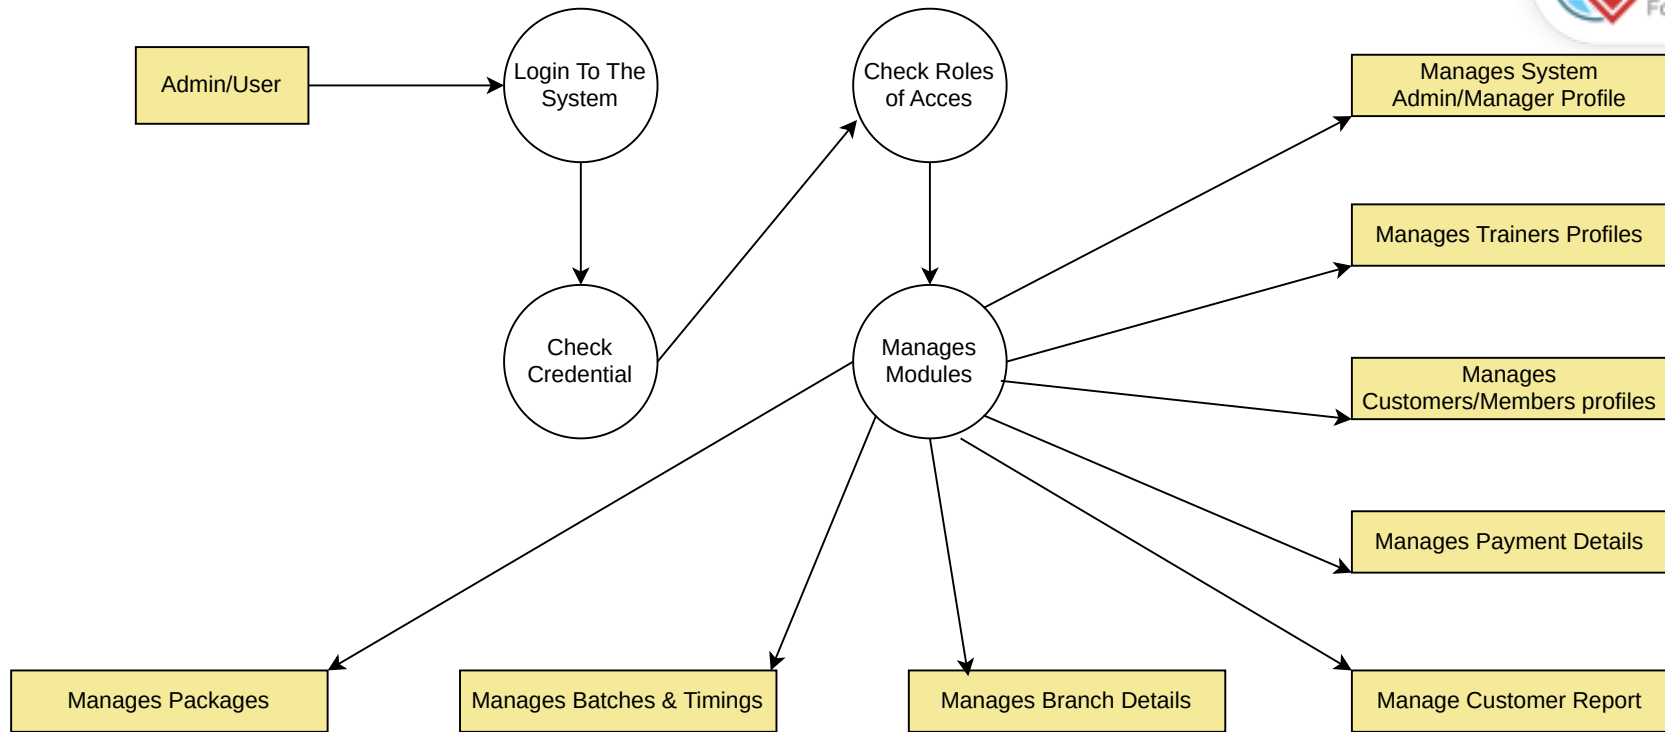 Admin/User
Login To The
System
Check Roles
of Acces
Manages System
Admin/Manager Profile
Manages Trainers Profiles
Check
Credential
Manages
Modules
Manages
Customers/Members profiles
Manages Payment Details
Manages Packages
Manages Batches & Timings
Manages Branch Details
Manage Customer Report